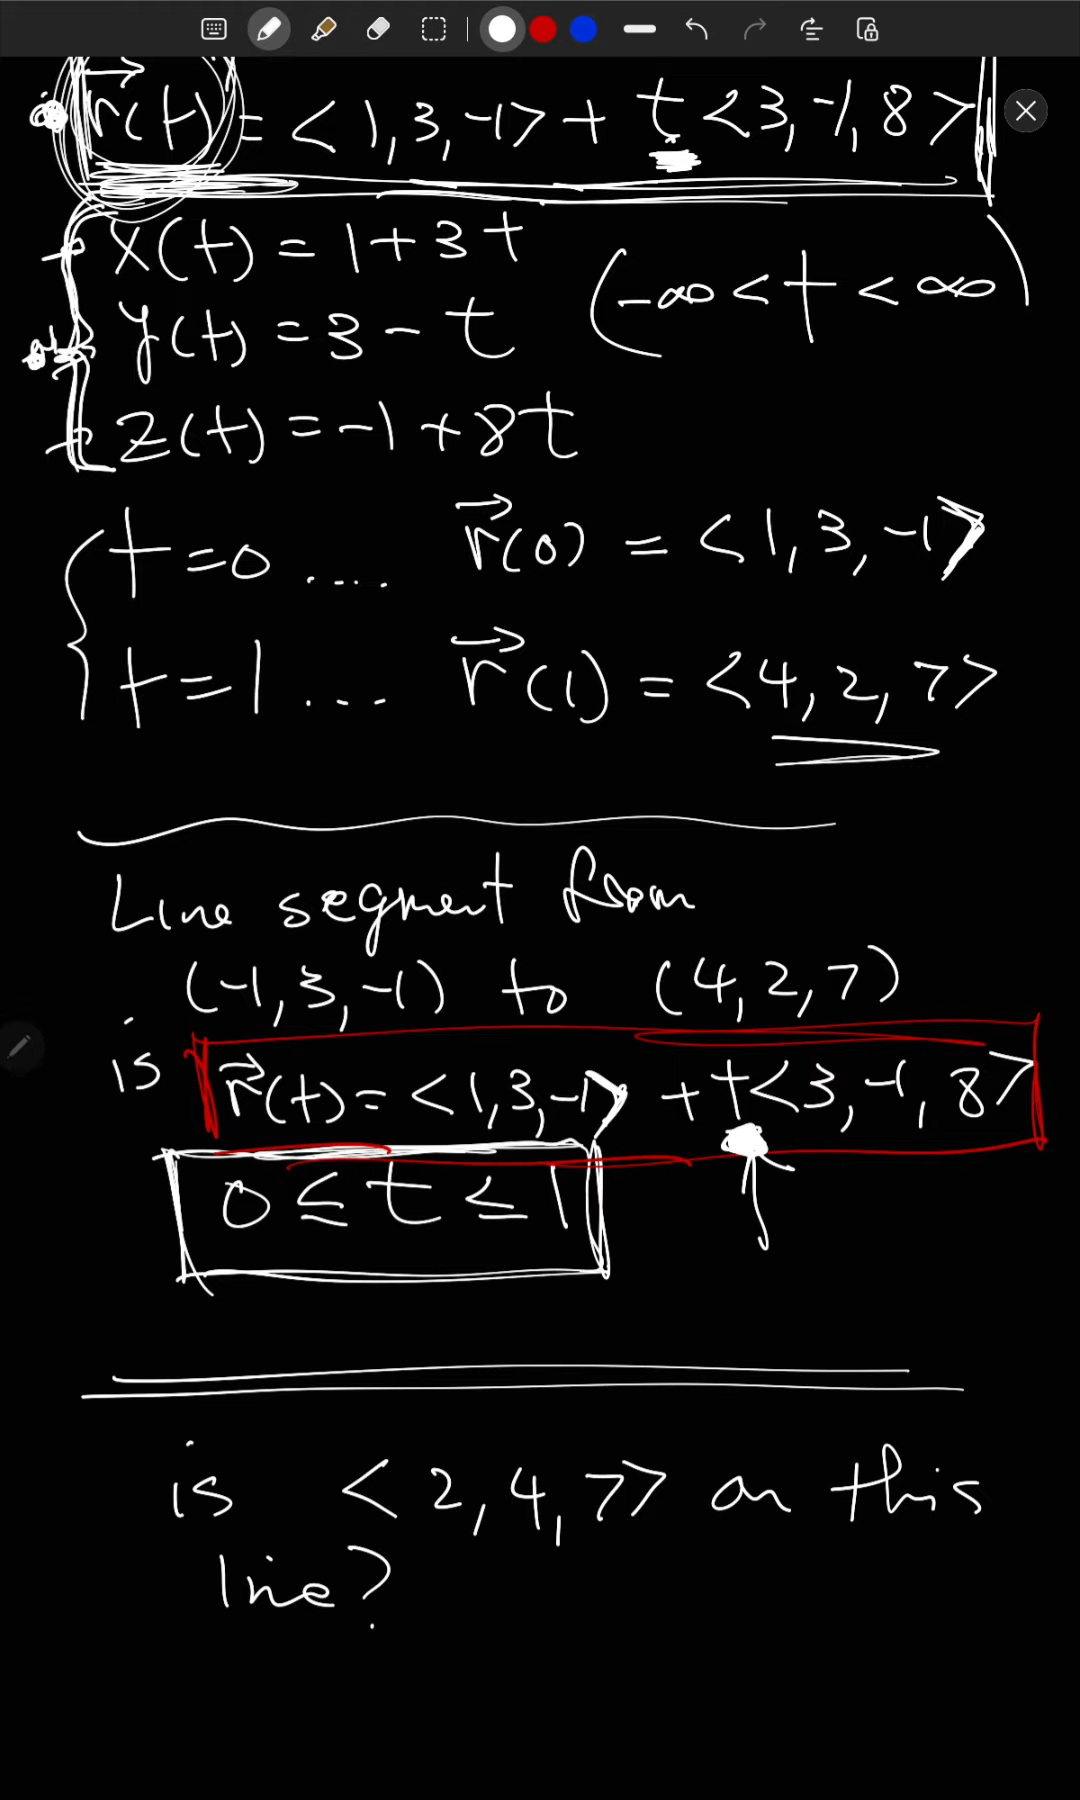 r(t) = <1, 3, -1> + t <3, -1, 8>
x(t) = 1 + 3t
(-∞ < t < ∞)
y(t) = 3 - t
z(t) = -1 + 8t
t = 0 .... r(0) = <1, 3, -1>
t = 1 ... r(1) = <4, 2, 7>
Line segment from
(-1, 3, -1) to (4, 2, 7)
is r(t) = <1, 3, -1> + t<3, -1, 8>
0 ≤ t ≤ 1
is <2, 4, 7> on this
line?